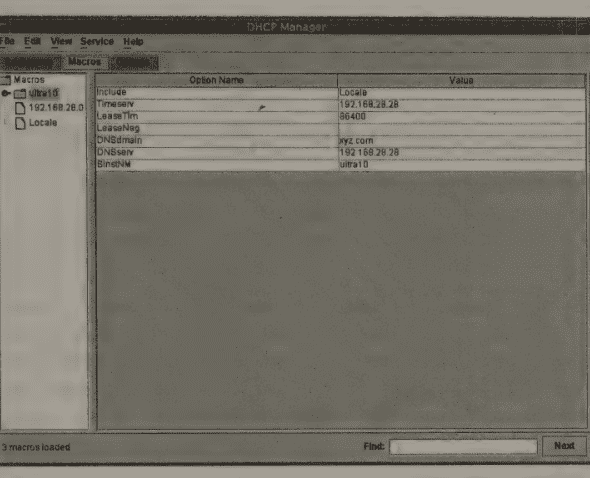 DHCP Manager
File Edit View Service Help
Macros
Macros
Option Name Value
ultra10
192.168.28.0
Locale
Include Locale
Timeserv 192.168.28.28
LeaseTim 86400
LeaseNeg
DNSdmain xyz.com
DNSserv 192.168.28.28
SinstNM ultra10
3 macros loaded
Find:
Next